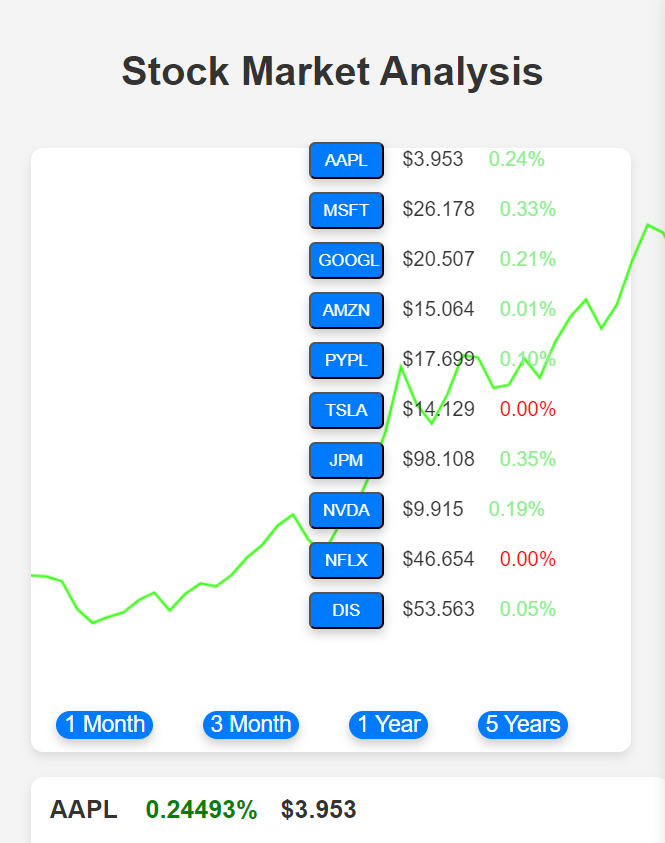 Stock Market Analysis
AAPL $3.953 0.24%
MSFT $26.178 0.33%
GOOGL $20.507 0.21%
AMZN $15.064 0.01%
PYPL $17.699 0.10%
TSLA $14.129 0.00%
JPM $98.108 0.35%
NVDA $9.915 0.19%
NFLX $46.654 0.00%
DIS $53.563 0.05%
1 Month 3 Month 1 Year 5 Years
AAPL 0.24493% $3.953